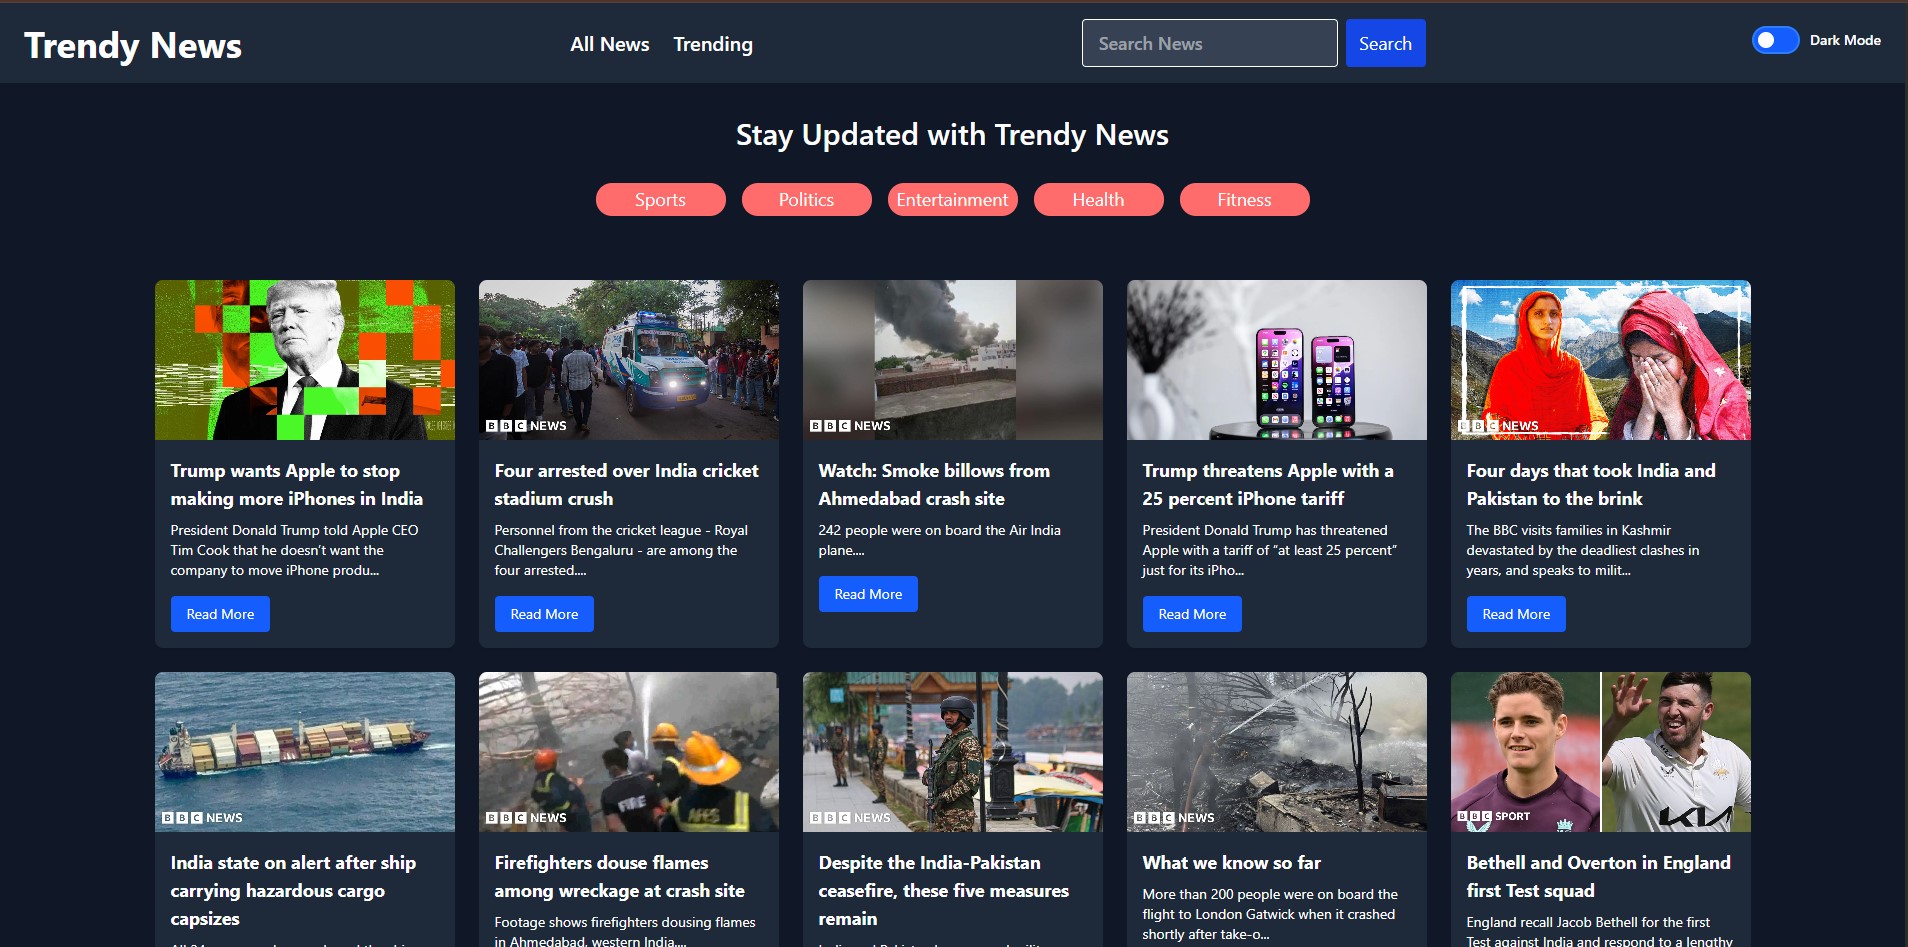 Trendy News
All News Trending
Search News Search
Dark Mode
Stay Updated with Trendy News
Sports Politics Entertainment Health Fitness
Trump wants Apple to stop
making more iPhones in India
President Donald Trump told Apple CEO
Tim Cook that he doesn’t want the
company to move iPhone produ...
Read More
BBC NEWS
Four arrested over India cricket
stadium crush
Personnel from the cricket league - Royal
Challengers Bengaluru - are among the
four arrested....
Read More
BBC NEWS
Watch: Smoke billows from
Ahmedabad crash site
242 people were on board the Air India
plane....
Read More
Trump threatens Apple with a
25 percent iPhone tariff
President Donald Trump has threatened
Apple with a tariff of “at least 25 percent”
just for its iPho...
Read More
BBC NEWS
Four days that took India and
Pakistan to the brink
The BBC visits families in Kashmir
devastated by the deadliest clashes in
years, and speaks to milit...
Read More
BBC NEWS
India state on alert after ship
carrying hazardous cargo
capsizes
FIRE
BBC NEWS
Firefighters douse flames
among wreckage at crash site
Footage shows firefighters dousing flames
in Ahmedabad, western India....
BBC NEWS
Despite the India-Pakistan
ceasefire, these five measures
remain
BBC NEWS
What we know so far
More than 200 people were on board the
flight to London Gatwick when it crashed
shortly after take-o...
KIA
BBC SPORT
Bethell and Overton in England
first Test squad
England recall Jacob Bethell for the first
Test against India and respond to a lengthy